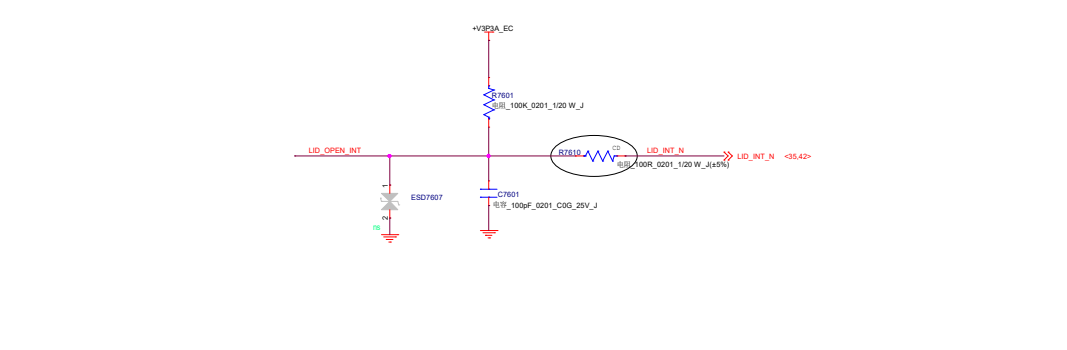 +V3P3A_EC
R7601
电阻_100K_0201_1/20 W_J
LID_OPEN_INT
R7610
CD
LID_INT_N
LID_INT_N <35,42>
电阻_100R_0201_1/20 W_J(±5%)
1
ESD7607
C7601
电容_100pF_0201_C0G_25V_J
2
ns